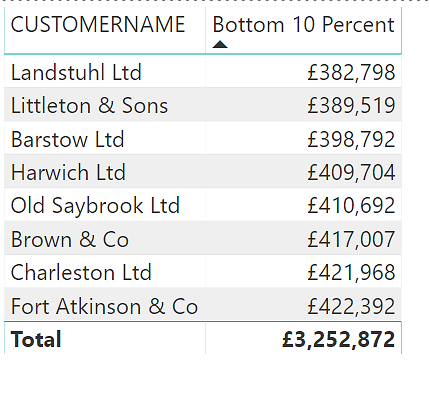 CUSTOMERNAME Bottom 10 Percent
Landstuhl Ltd £382,798
Littleton & Sons £389,519
Barstow Ltd £398,792
Harwich Ltd £409,704
Old Saybrook Ltd £410,692
Brown & Co £417,007
Charleston Ltd £421,968
Fort Atkinson & Co £422,392
Total £3,252,872